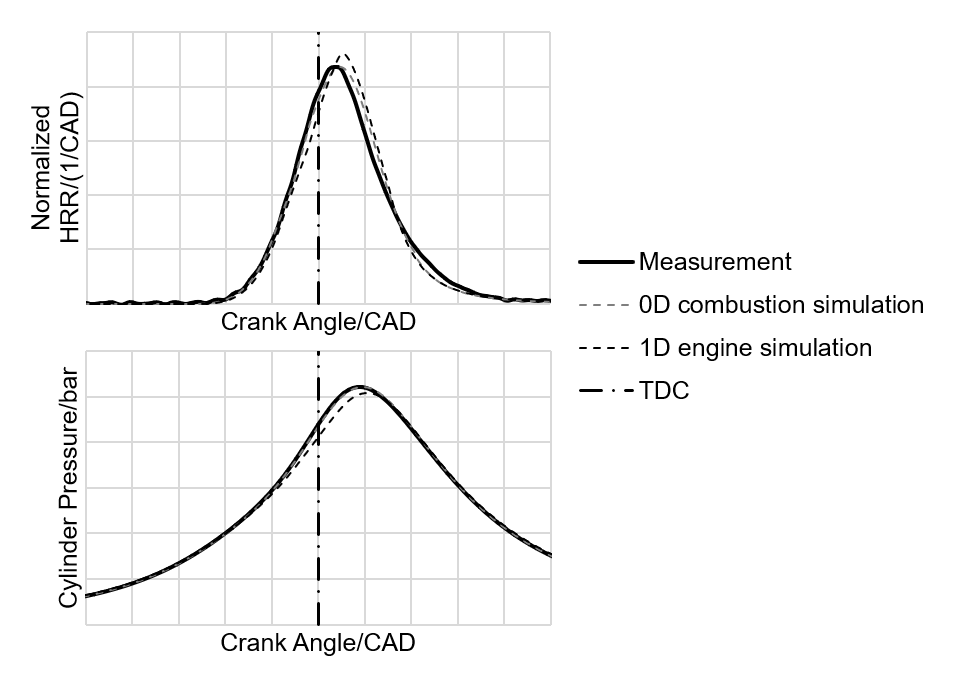 Normalized
HRR/(1/CAD)
Crank Angle/CAD
Cylinder Pressure/bar
Crank Angle/CAD
Measurement
0D combustion simulation
1D engine simulation
TDC